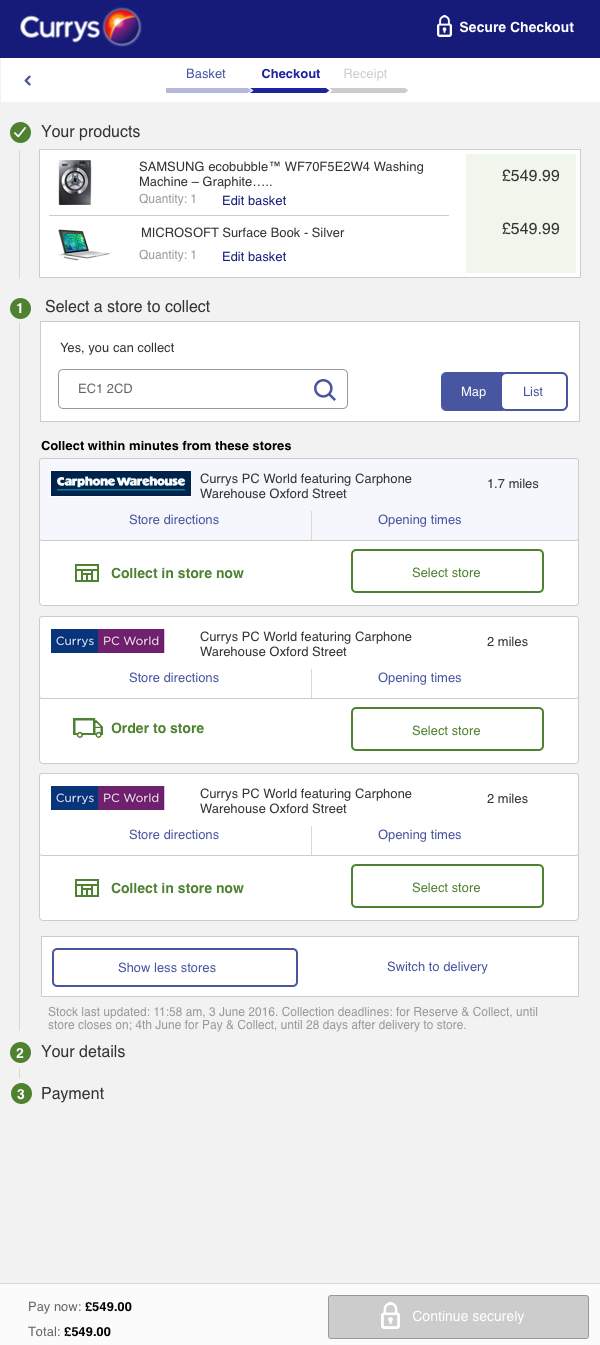 Currys
Secure Checkout
Basket
Checkout
Receipt
Your products
SAMSUNG ecobubble™ WF70F5E2W4 Washing
Machine – Graphite…..
£549.99
Quantity: 1
Edit basket
MICROSOFT Surface Book - Silver
£549.99
Quantity: 1
Edit basket
1
Select a store to collect
Yes, you can collect
EC1 2CD
Map
List
Collect within minutes from these stores
Carphone Warehouse
Currys PC World featuring Carphone
Warehouse Oxford Street
1.7 miles
Store directions
Opening times
Collect in store now
Select store
Currys PC World
Currys PC World featuring Carphone
Warehouse Oxford Street
2 miles
Store directions
Opening times
Order to store
Select store
Currys PC World
Currys PC World featuring Carphone
Warehouse Oxford Street
2 miles
Store directions
Opening times
Collect in store now
Select store
Show less stores
Switch to delivery
Stock last updated: 11:58 am, 3 June 2016. Collection deadlines: for Reserve & Collect, until
store closes on; 4th June for Pay & Collect, until 28 days after delivery to store.
2
Your details
3
Payment
Pay now: £549.00
Total: £549.00
Continue securely